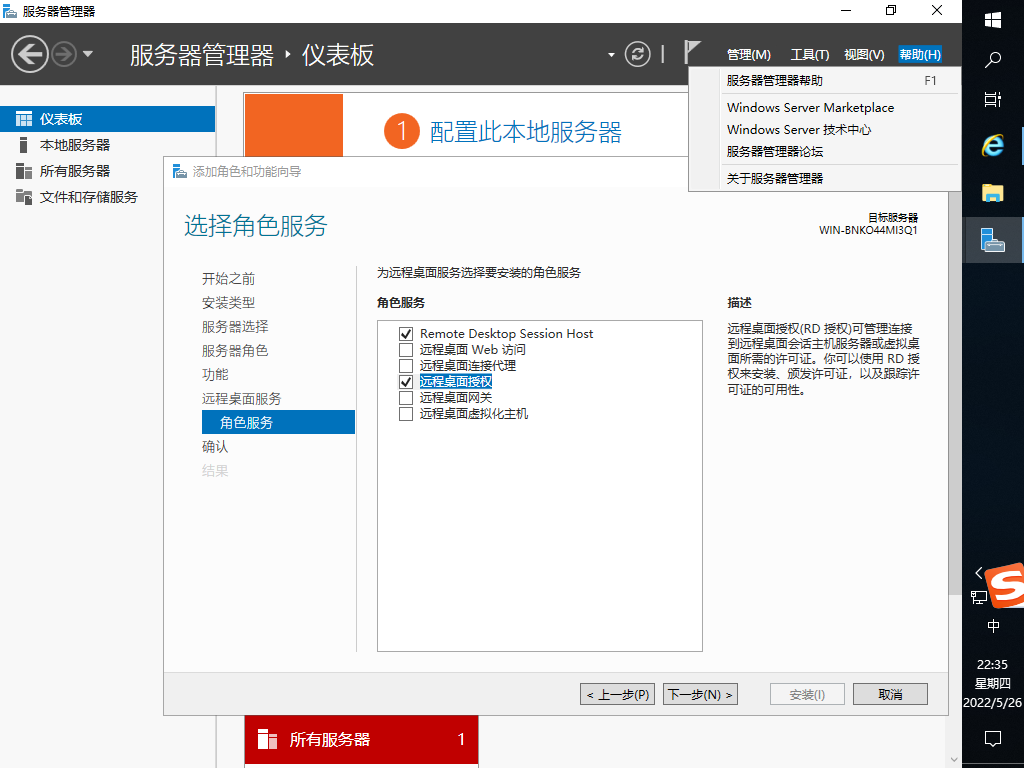 服务器管理器
服务器管理器 · 仪表板
管理(M) 工具(T) 视图(V) 帮助(H)
服务器管理器帮助 F1
Windows Server Marketplace
Windows Server 技术中心
服务器管理器论坛
关于服务器管理器
仪表板
本地服务器
所有服务器
文件和存储服务
1 配置此本地服务器
添加角色和功能向导
选择角色服务
目标服务器
WIN-BNKO44MI3Q1
开始之前
安装类型
服务器选择
服务器角色
功能
远程桌面服务
角色服务
确认
结果
为远程桌面服务选择要安装的角色服务
角色服务
Remote Desktop Session Host
远程桌面 Web 访问
远程桌面连接代理
远程桌面授权
远程桌面网关
远程桌面虚拟化主机
描述
远程桌面授权(RD 授权)可管理连接
到远程桌面会话主机服务器或虚拟桌
面所需的许可证。你可以使用 RD 授
权来安装、颁发许可证，以及跟踪许
可证的可用性。
< 上一步(P) 下一步(N) > 安装(I) 取消
所有服务器 1
中
22:35
星期四
2022/5/26